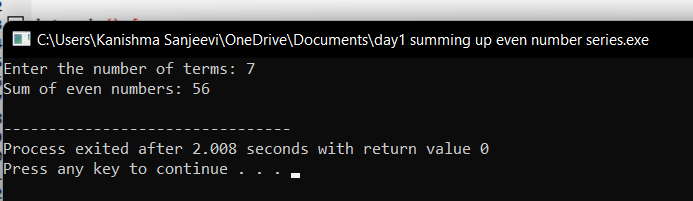 C:\Users\Kanishma Sanjeevi\OneDrive\Documents\day1 summing up even number series.exe
Enter the number of terms: 7
Sum of even numbers: 56
--------------------------------
Process exited after 2.008 seconds with return value 0
Press any key to continue . . .